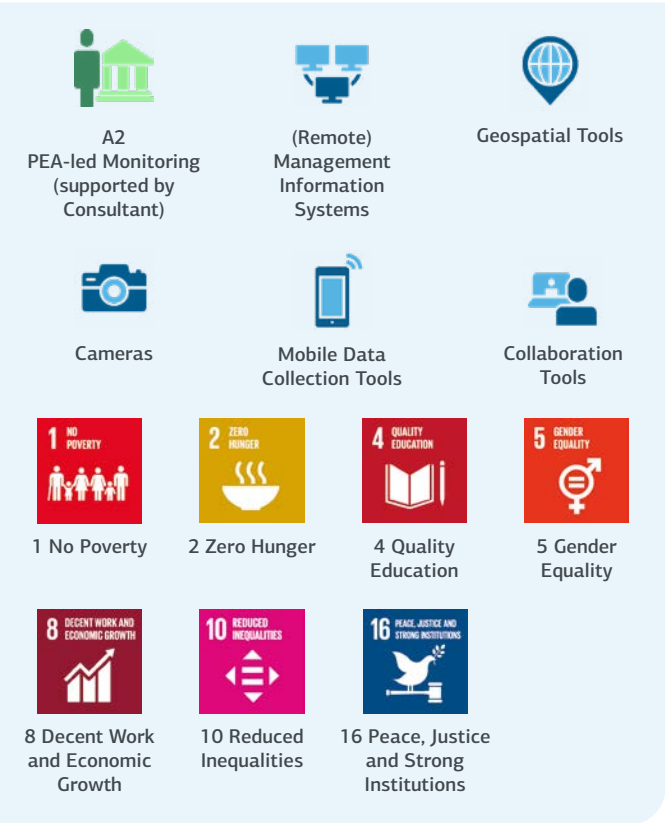 A2
PEA-led Monitoring
(supported by
Consultant)
(Remote)
Management
Information
Systems
Geospatial Tools
Cameras
Mobile Data
Collection Tools
Collaboration
Tools
1 NO
POVERTY
2 ZERO
HUNGER
4 QUALITY
EDUCATION
5 GENDER
EQUALITY
1 No Poverty
2 Zero Hunger
4 Quality
Education
5 Gender
Equality
8 DECENT WORK AND
ECONOMIC GROWTH
10 REDUCED
INEQUALITIES
16 PEACE, JUSTICE AND
STRONG INSTITUTIONS
8 Decent Work
and Economic
Growth
10 Reduced
Inequalities
16 Peace, Justice
and Strong
Institutions